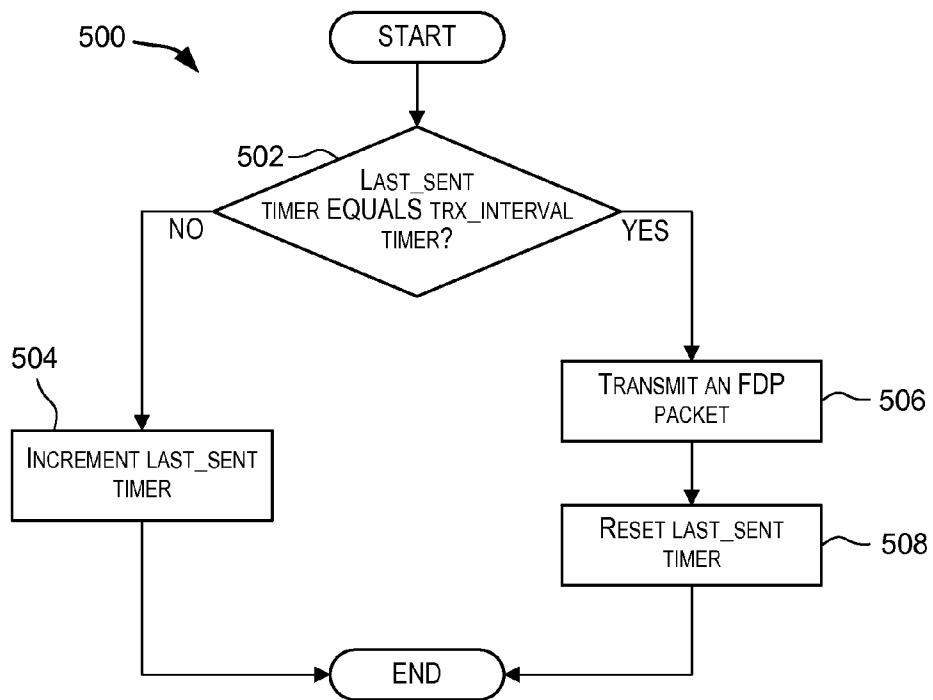 500
START
502
LAST_SENT
TIMER EQUALS TRX_INTERVAL
TIMER?
NO
YES
504
INCREMENT LAST_SENT
TIMER
TRANSMIT AN FDP
PACKET
506
RESET LAST_SENT
TIMER
508
END